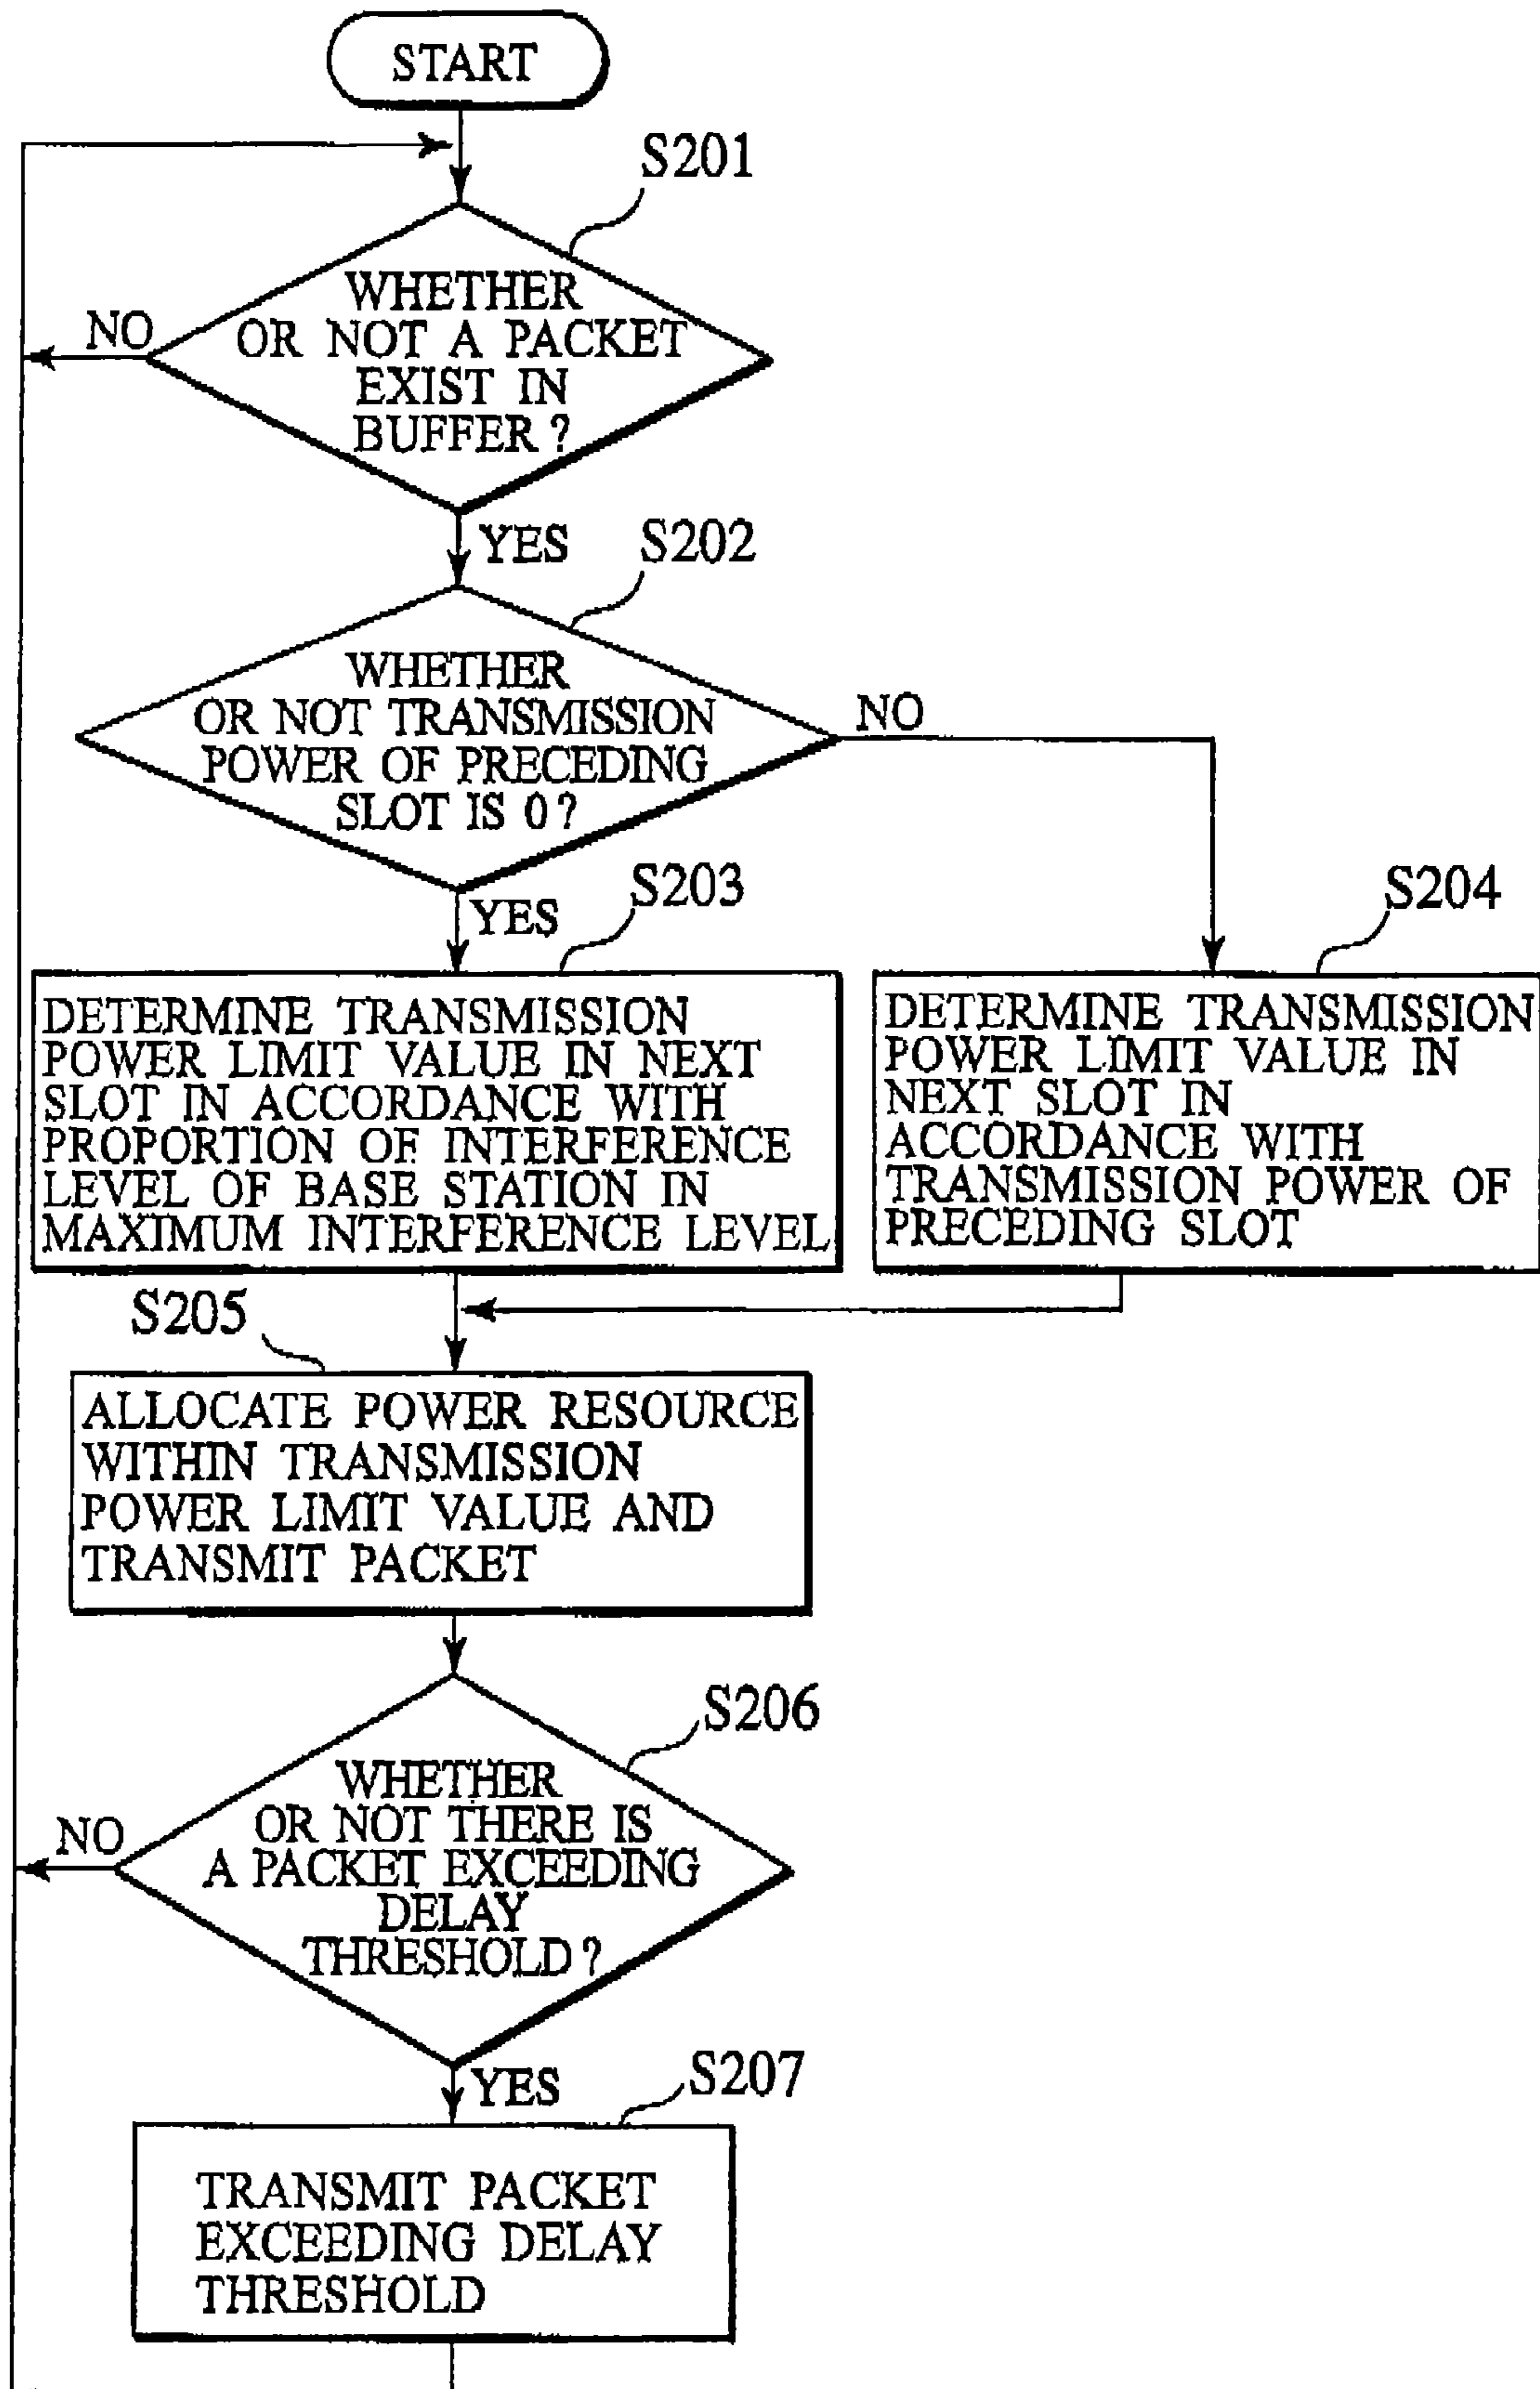 START
S201
WHETHER
OR NOT A PACKET
EXIST IN
BUFFER?
NO
YES
S202
WHETHER
OR NOT TRANSMISSION
POWER OF PRECEDING
SLOT IS 0?
NO
YES
S203
DETERMINE TRANSMISSION
POWER LIMIT VALUE IN NEXT
SLOT IN ACCORDANCE WITH
PROPORTION OF INTERFERENCE
LEVEL OF BASE STATION IN
MAXIMUM INTERFERENCE LEVEL
S204
DETERMINE TRANSMISSION
POWER LIMIT VALUE IN
NEXT SLOT IN
ACCORDANCE WITH
TRANSMISSION POWER OF
PRECEDING SLOT
S205
ALLOCATE POWER RESOURCE
WITHIN TRANSMISSION
POWER LIMIT VALUE AND
TRANSMIT PACKET
S206
WHETHER
OR NOT THERE IS
A PACKET EXCEEDING
DELAY
THRESHOLD?
NO
YES
S207
TRANSMIT PACKET
EXCEEDING DELAY
THRESHOLD